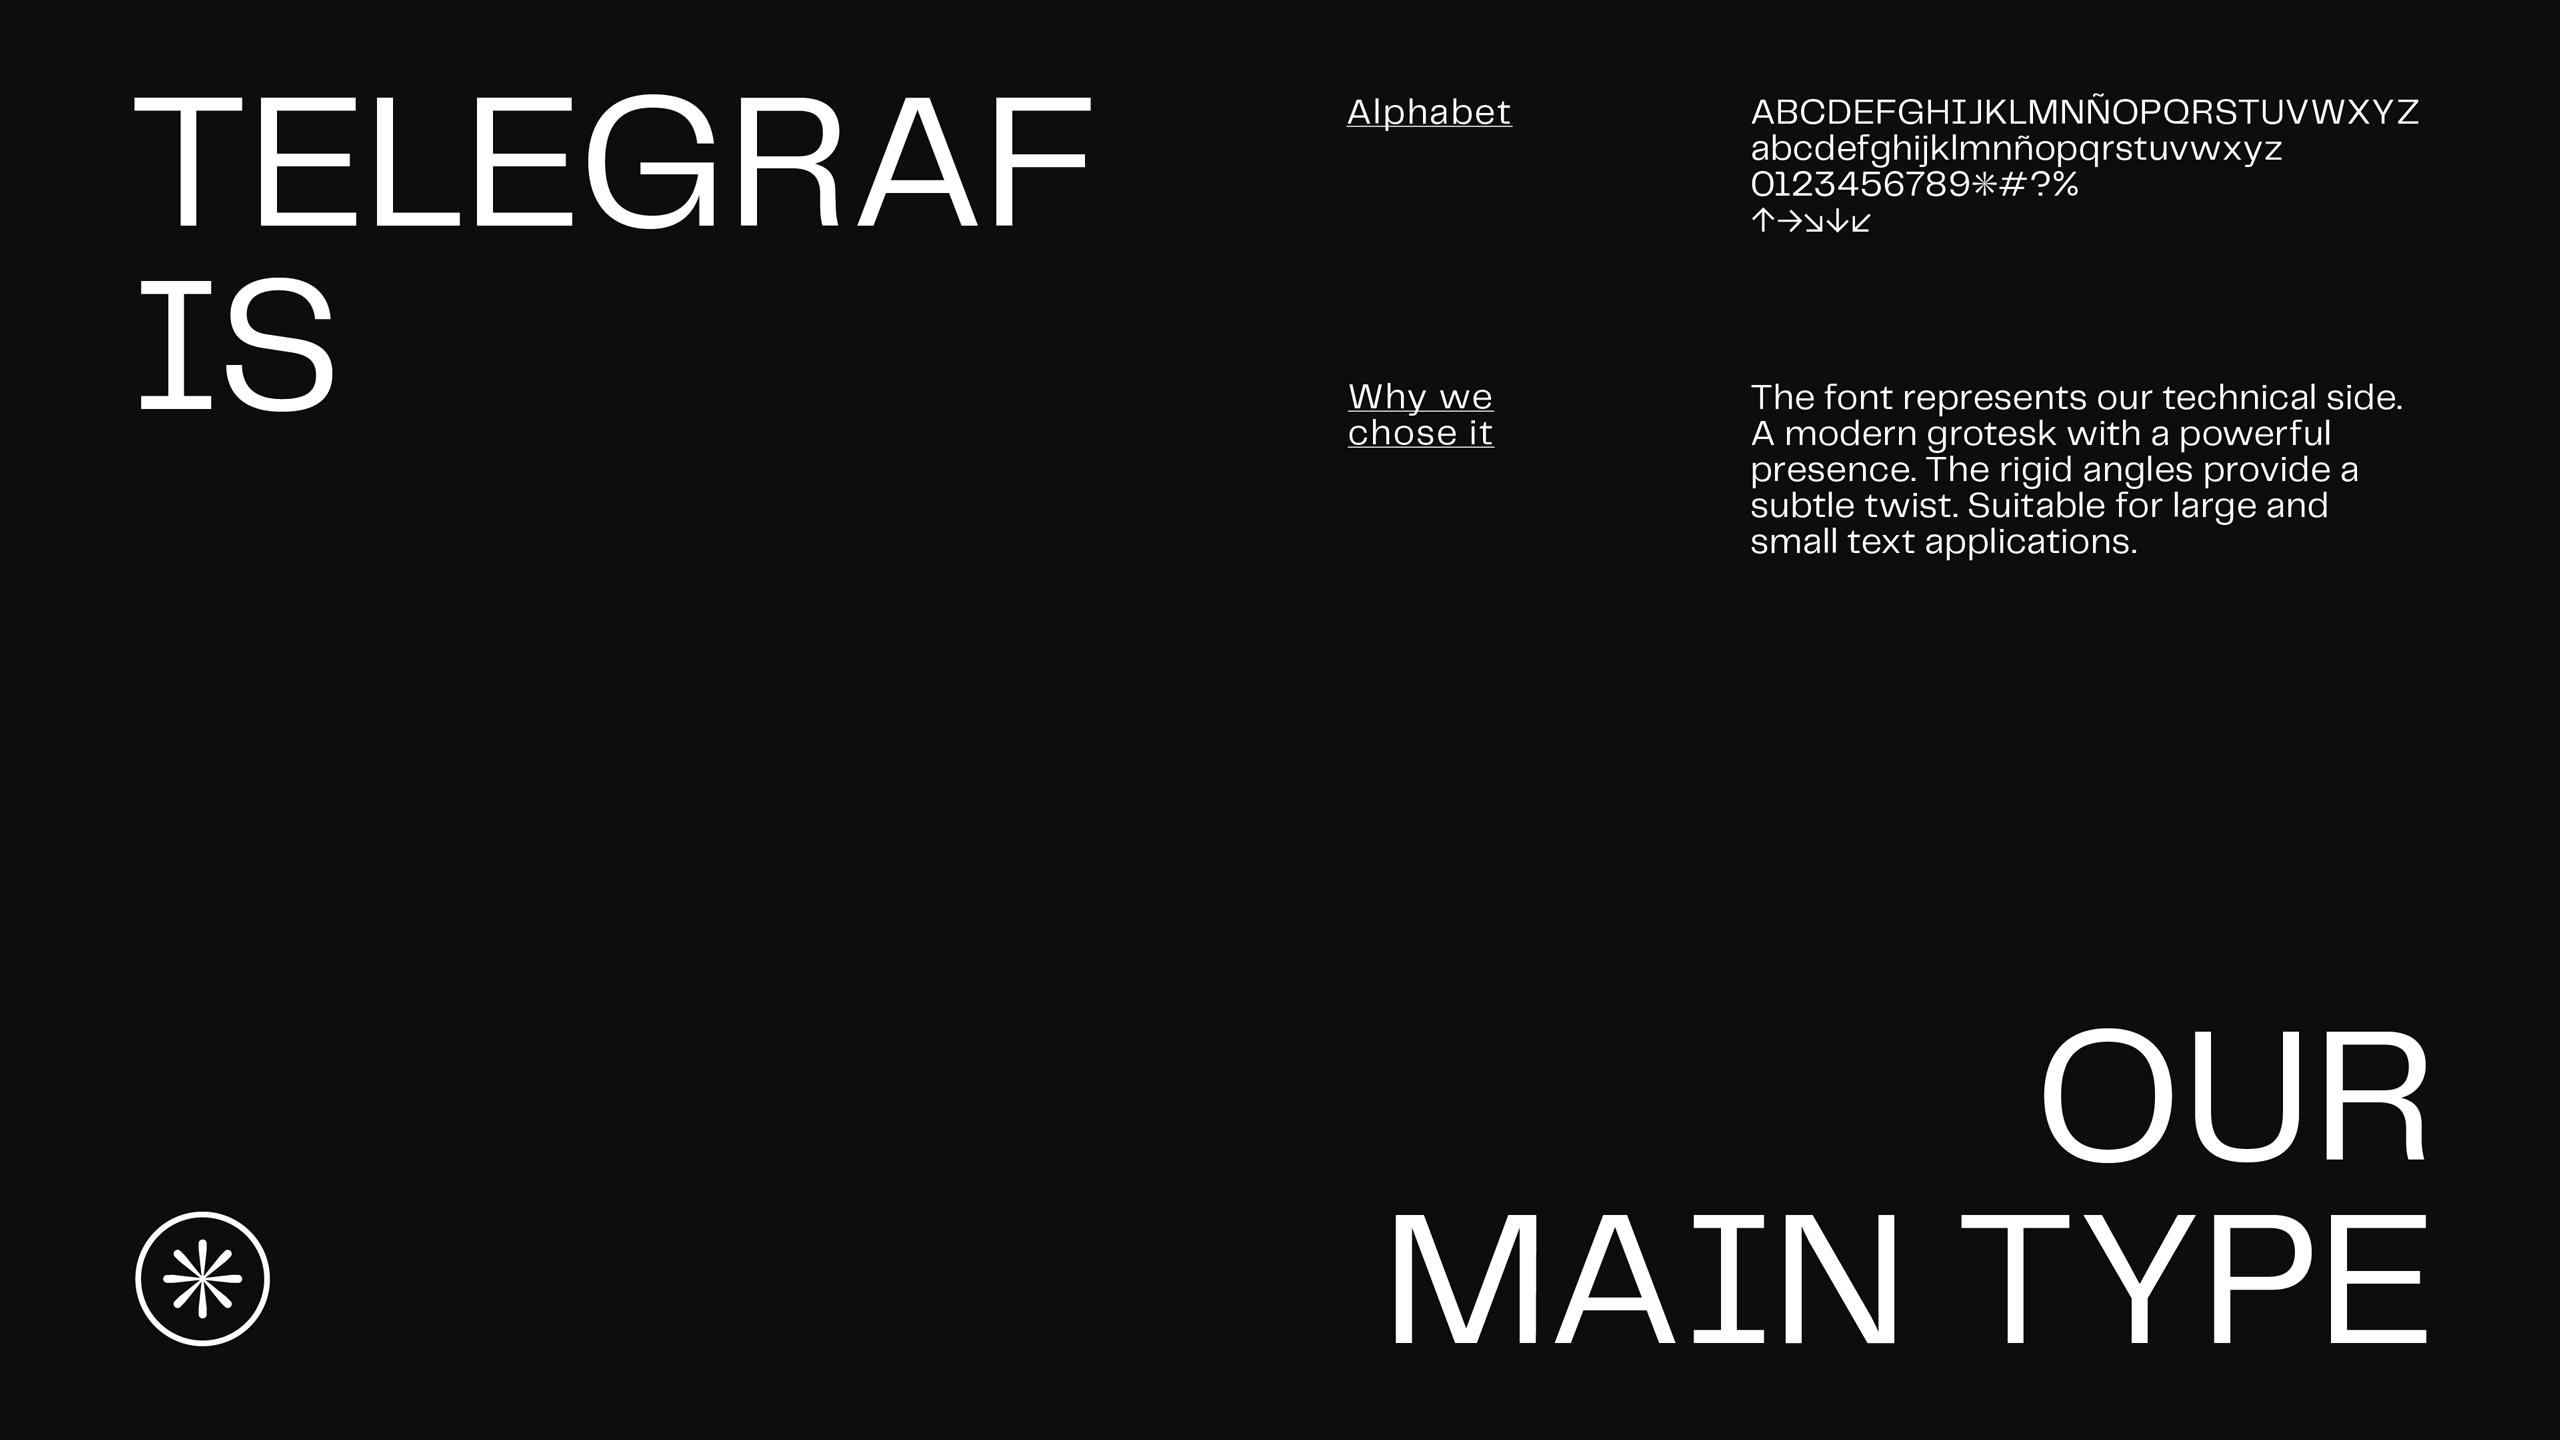 TELEGRAF
IS
Alphabet
ABCDEFGHIJKLMNÑOPQRSTUVWXYZ
abcdefghijklmnñopqrstuvwxyz
0123456789✳#?%
↑→↘↓↙
Why we
chose it
The font represents our technical side.
A modern grotesk with a powerful
presence. The rigid angles provide a
subtle twist. Suitable for large and
small text applications.
OUR
MAIN TYPE